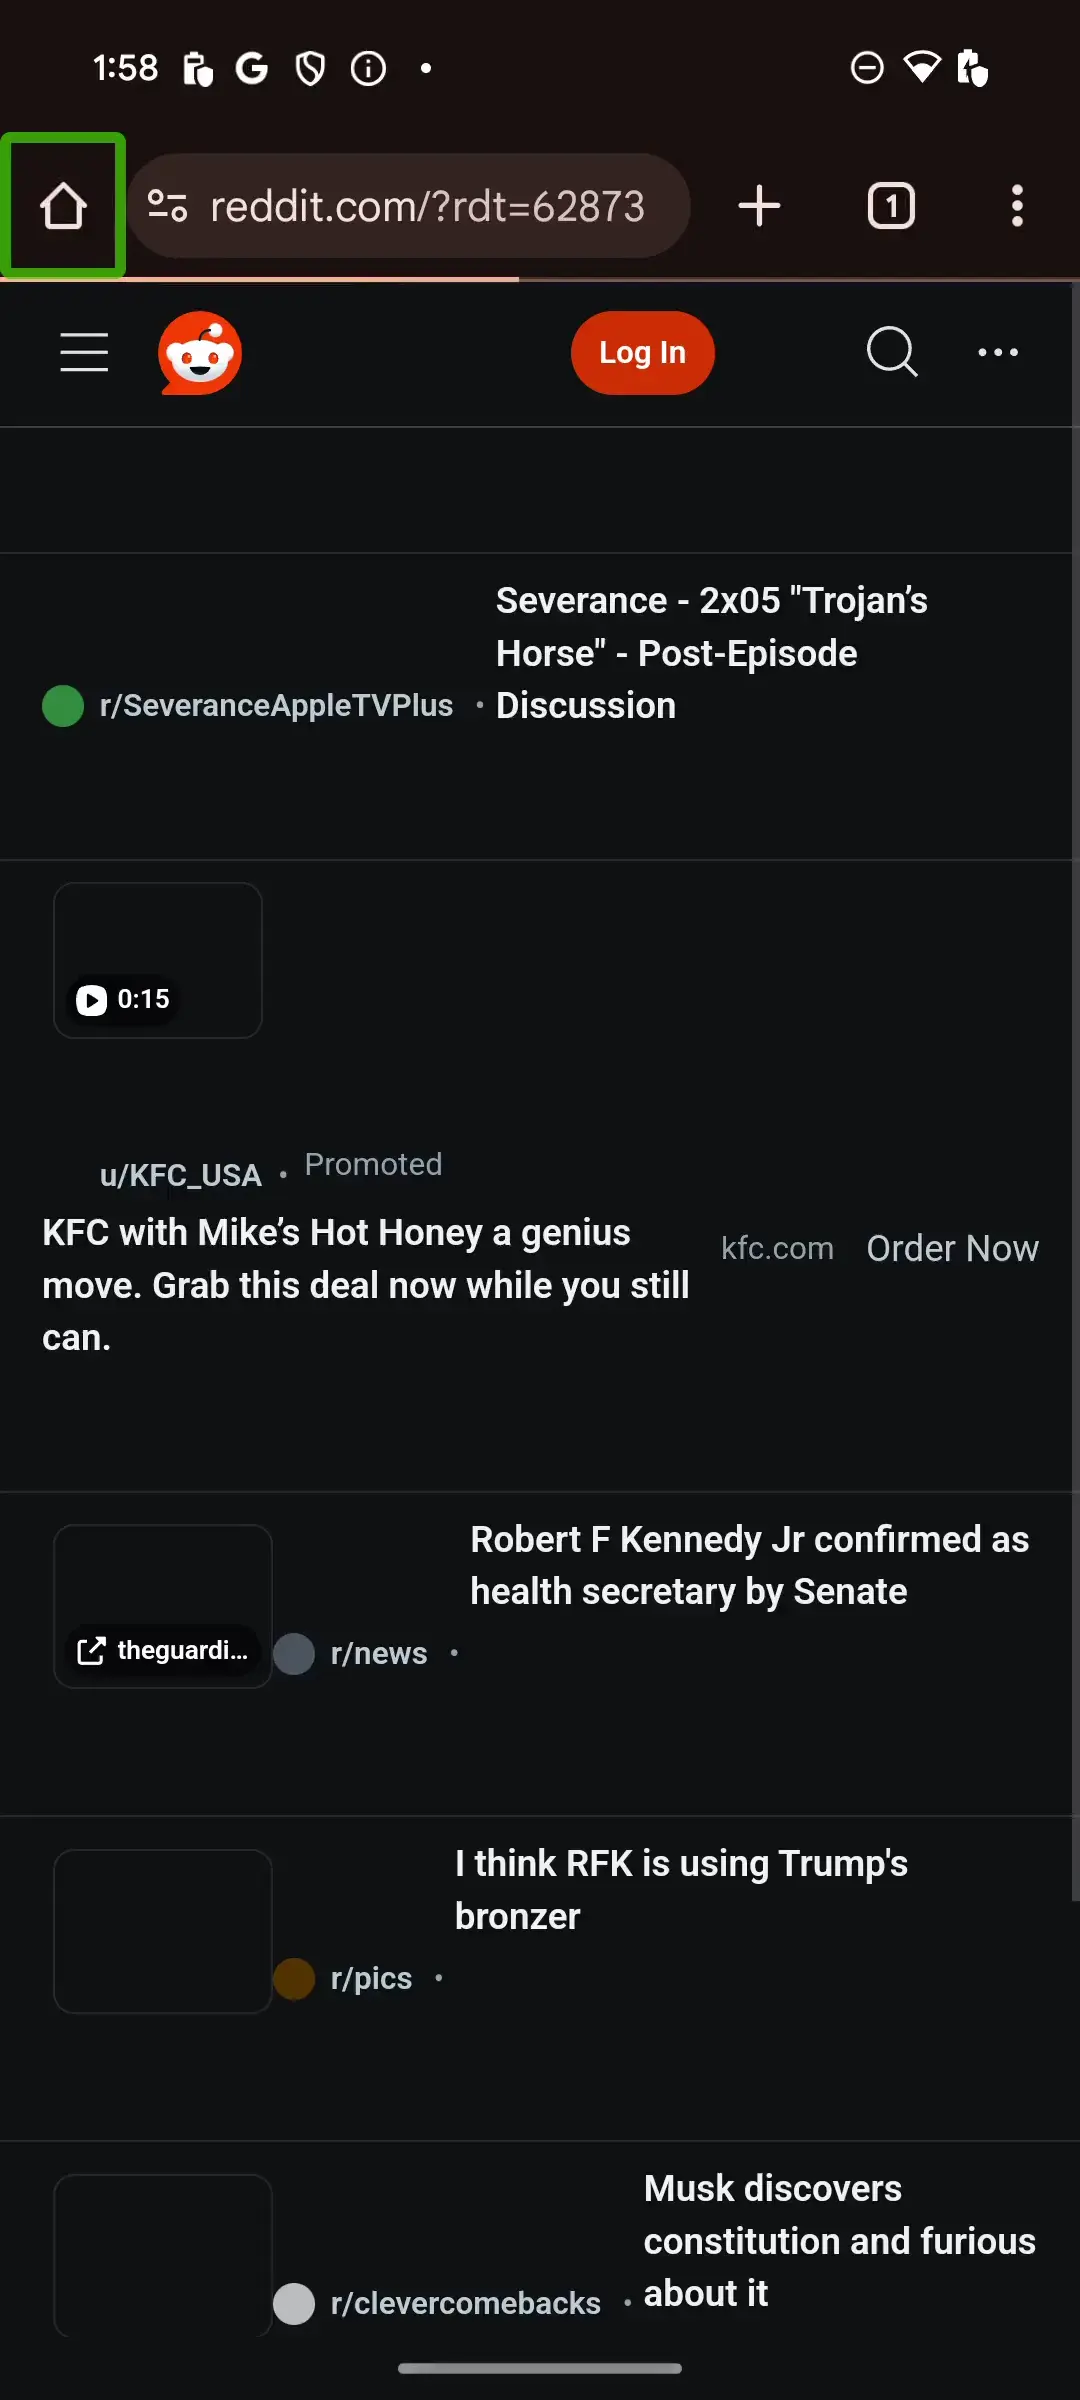 1:58
reddit.com/?rdt=62873
1
Log In
Severance - 2x05 "Trojan’s
Horse" - Post-Episode
r/SeveranceAppleTVPlus • Discussion
0:15
u/KFC_USA • Promoted
KFC with Mike’s Hot Honey a genius
move. Grab this deal now while you still
can.
kfc.com Order Now
Robert F Kennedy Jr confirmed as
health secretary by Senate
theguardi...
r/news •
I think RFK is using Trump's
bronzer
r/pics •
Musk discovers
constitution and furious
about it
r/clevercomebacks •